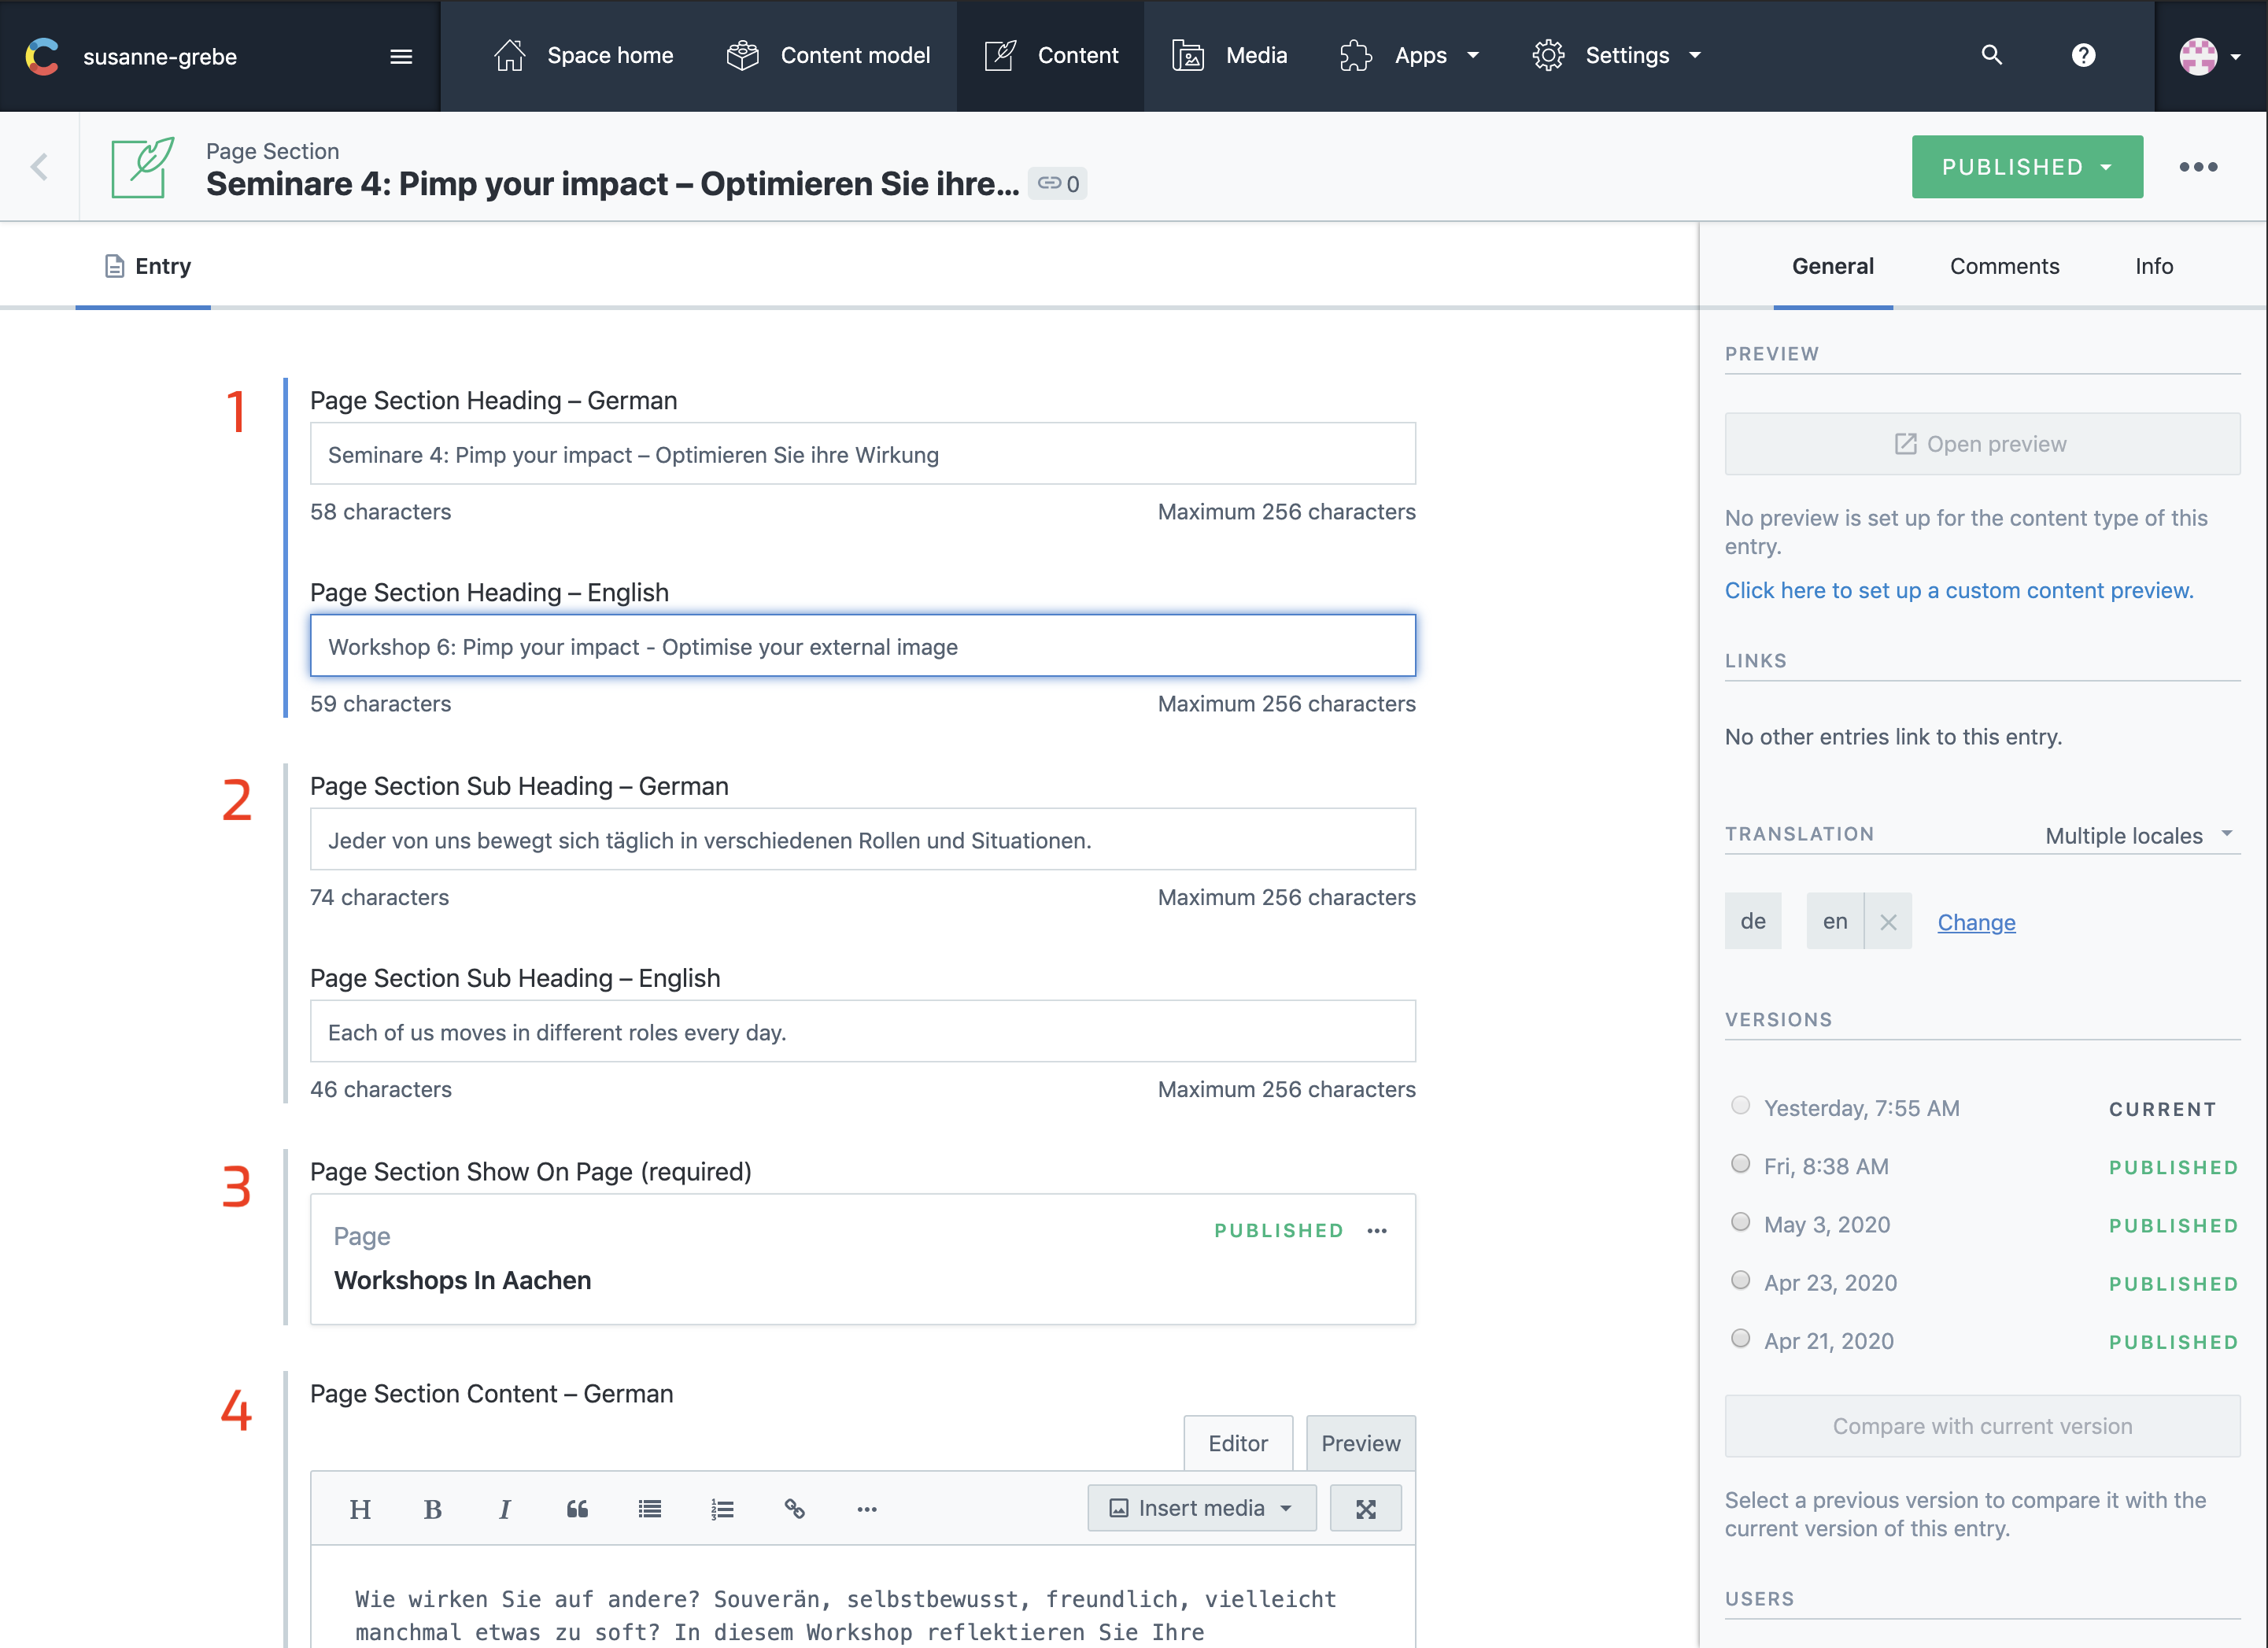 susanne-grebe
Space home
Content model
Content
Media
Apps
Settings
Page Section
Seminare 4: Pimp your impact – Optimieren Sie ihre... 0
PUBLISHED
Entry
General
Comments
Info
1
Page Section Heading – German
Seminare 4: Pimp your impact – Optimieren Sie ihre Wirkung
58 characters
Maximum 256 characters
Page Section Heading – English
Workshop 6: Pimp your impact - Optimise your external image
59 characters
Maximum 256 characters
2
Page Section Sub Heading – German
Jeder von uns bewegt sich täglich in verschiedenen Rollen und Situationen.
74 characters
Maximum 256 characters
Page Section Sub Heading – English
Each of us moves in different roles every day.
46 characters
Maximum 256 characters
3
Page Section Show On Page (required)
Page
PUBLISHED
Workshops In Aachen
4
Page Section Content – German
Editor
Preview
H B I
Insert media
Wie wirken Sie auf andere? Souverän, selbstbewusst, freundlich, vielleicht
manchmal etwas zu soft? In diesem Workshop reflektieren Sie Ihre
PREVIEW
Open preview
No preview is set up for the content type of this
entry.
Click here to set up a custom content preview.
LINKS
No other entries link to this entry.
TRANSLATION
Multiple locales
de
en
Change
VERSIONS
Yesterday, 7:55 AM CURRENT
Fri, 8:38 AM PUBLISHED
May 3, 2020 PUBLISHED
Apr 23, 2020 PUBLISHED
Apr 21, 2020 PUBLISHED
Compare with current version
Select a previous version to compare it with the
current version of this entry.
USERS